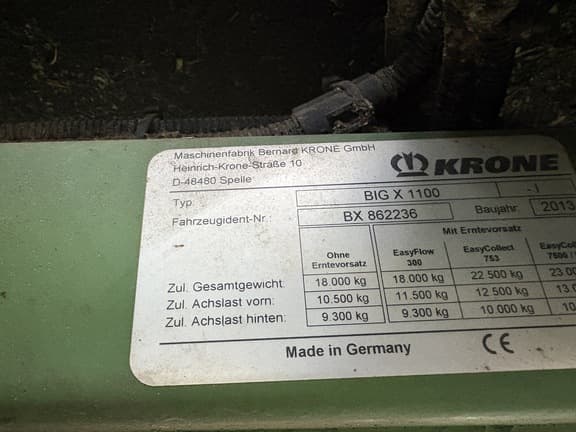 Maschinenfabrik Bernard KRONE GmbH
Heinrich-Krone-Straße 10
D-48480 Spelle
KRONE
Typ: BIG X 1100 - I
Fahrzeugident-Nr.: BX 862236 Baujahr: 2013
Mit Erntevorsatz
Ohne Erntevorsatz EasyFlow 300 EasyCollect 753
Zul. Gesamtgewicht: 18.000 kg 18.000 kg 22.500 kg
Zul. Achslast vorn: 10.500 kg 11.500 kg 12.500 kg
Zul. Achslast hinten: 9.300 kg 9.300 kg 10.000 kg
Made in Germany CE